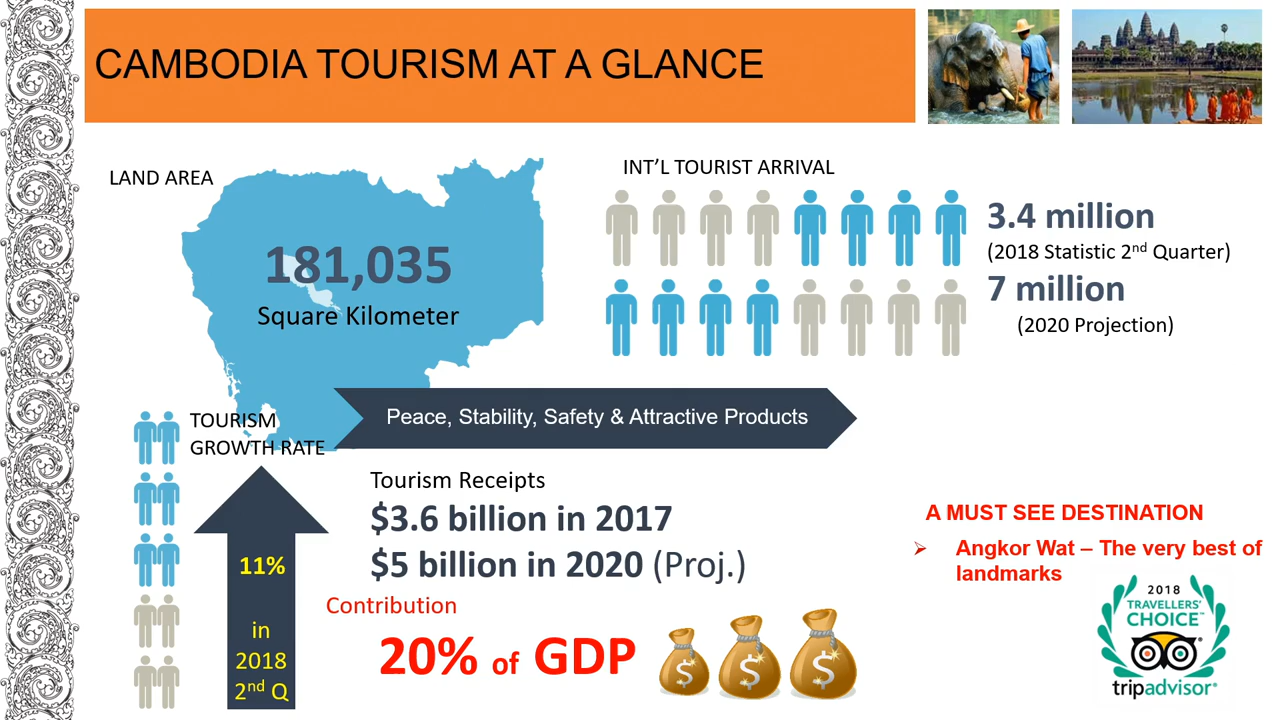 CAMBODIA TOURISM AT A GLANCE
LAND AREA
181,035
Square Kilometer
INT’L TOURIST ARRIVAL
3.4 million
(2018 Statistic 2nd Quarter)
7 million
(2020 Projection)
Peace, Stability, Safety & Attractive Products
TOURISM
GROWTH RATE
11%
in
2018
2nd Q
Tourism Receipts
$3.6 billion in 2017
$5 billion in 2020 (Proj.)
Contribution
20% of GDP
$ $ $
A MUST SEE DESTINATION
Angkor Wat – The very best of
landmarks
2018
TRAVELLERS’
CHOICE™
tripadvisor®